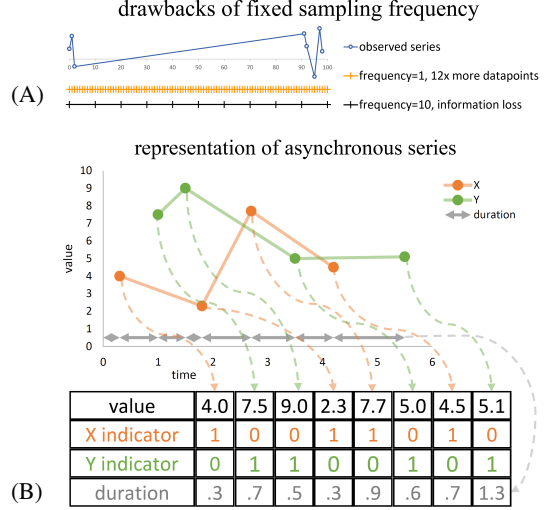 drawbacks of fixed sampling frequency
observed series
0 10 20 30 40 50 60 70 80 90 100
frequency=1, 12x more datapoints
(A)
frequency=10, information loss
representation of asynchronous series
10
9
8
7
6
5
4
3
2
1
0
value
X
Y
duration
0 1 2 3 4 5 6
time
value 4.0 7.5 9.0 2.3 7.7 5.0 4.5 5.1
X indicator 1 0 0 1 1 0 1 0
Y indicator 0 1 1 0 0 1 0 1
(B)
duration .3 .7 .5 .3 .9 .6 .7 1.3